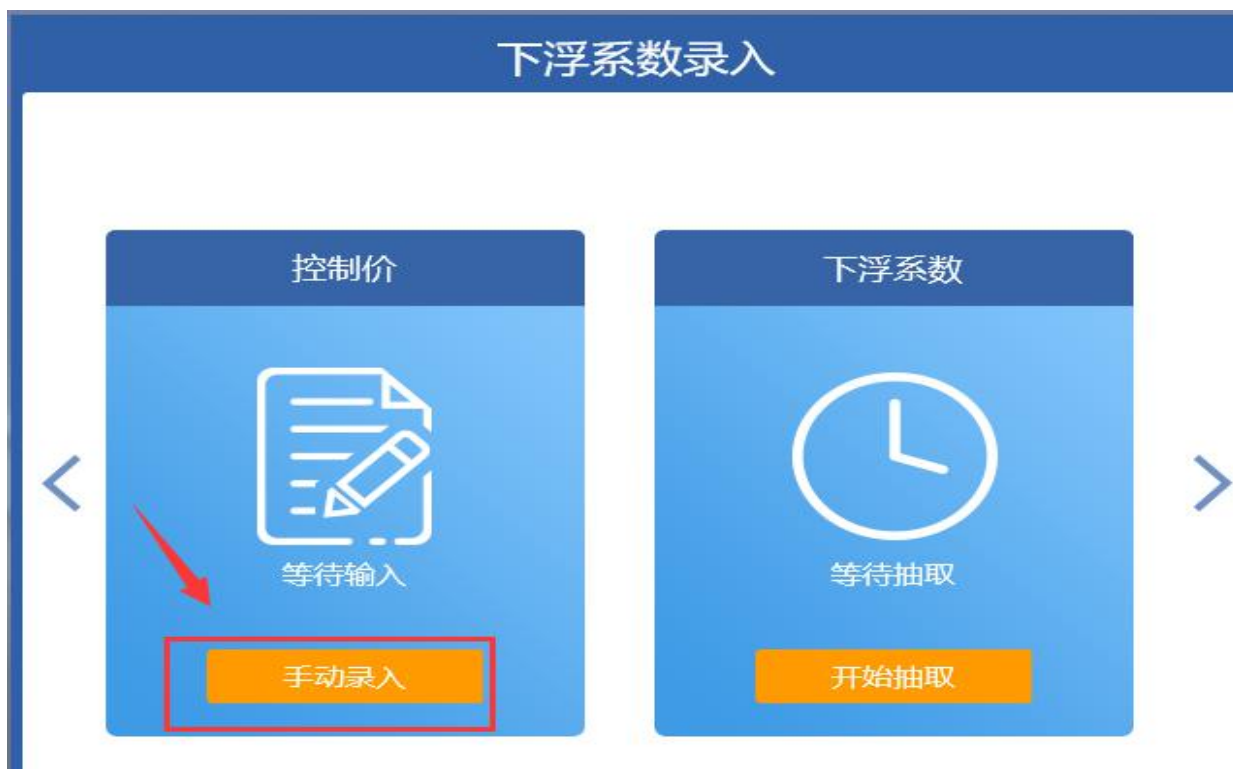 下浮系数录入
控制价
等待输入
手动录入
下浮系数
等待抽取
开始抽取